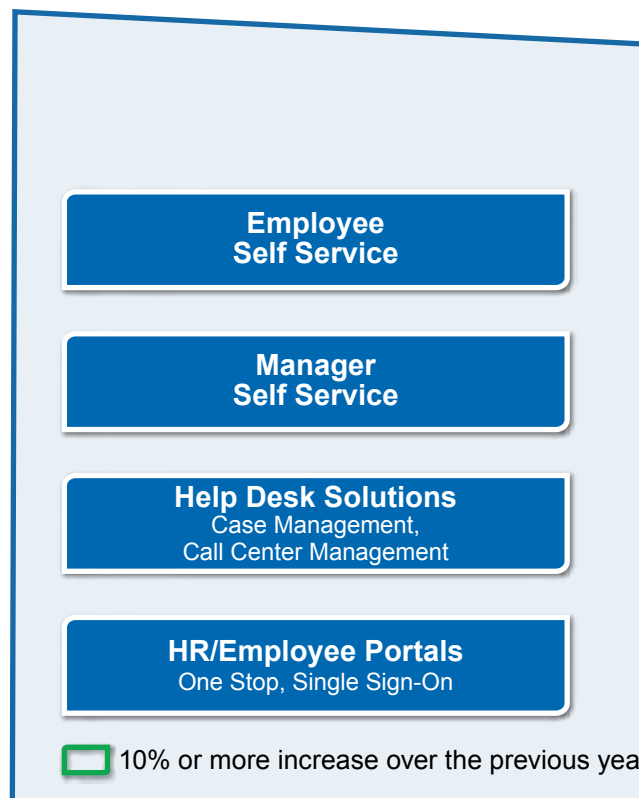 Employee
Self Service
Manager
Self Service
Help Desk Solutions
Case Management,
Call Center Management
HR/Employee Portals
One Stop, Single Sign-On
10% or more increase over the previous yea